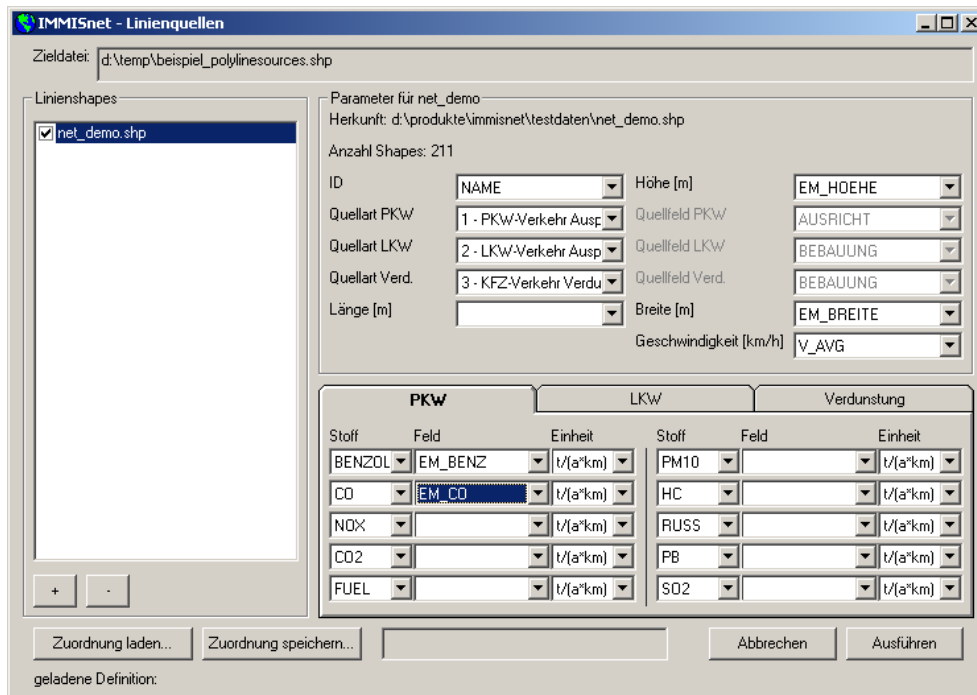 IMMISnet - Linienquellen
Zieldatei: d:\temp\beispiel_polylinesources.shp
Linienshapes
net_demo.shp
+ -
Parameter für net_demo
Herkunft: d:\produkte\immisnet\testdaten\net_demo.shp
Anzahl Shapes: 211
ID NAME Höhe [m] EM_HOEHE
Quellart PKW 1 - PKW-Verkehr Ausp Quellfeld PKW AUSRICHT
Quellart LKW 2 - LKW-Verkehr Ausp Quellfeld LKW BEBAUUNG
Quellart Verd. 3 - KFZ-Verkehr Verdu Quellfeld Verd. BEBAUUNG
Länge [m] Breite [m] EM_BREITE
Geschwindigkeit [km/h] V_AVG
PKW LKW Verdunstung
Stoff Feld Einheit Stoff Feld Einheit
BENZOL EM_BENZ t/(a*km) PM10 t/(a*km)
CO EM_CO t/(a*km) HC t/(a*km)
NOX t/(a*km) RUSS t/(a*km)
CO2 t/(a*km) PB t/(a*km)
FUEL t/(a*km) SO2 t/(a*km)
Zuordnung laden... Zuordnung speichern... Abbrechen Ausführen
geladene Definition: